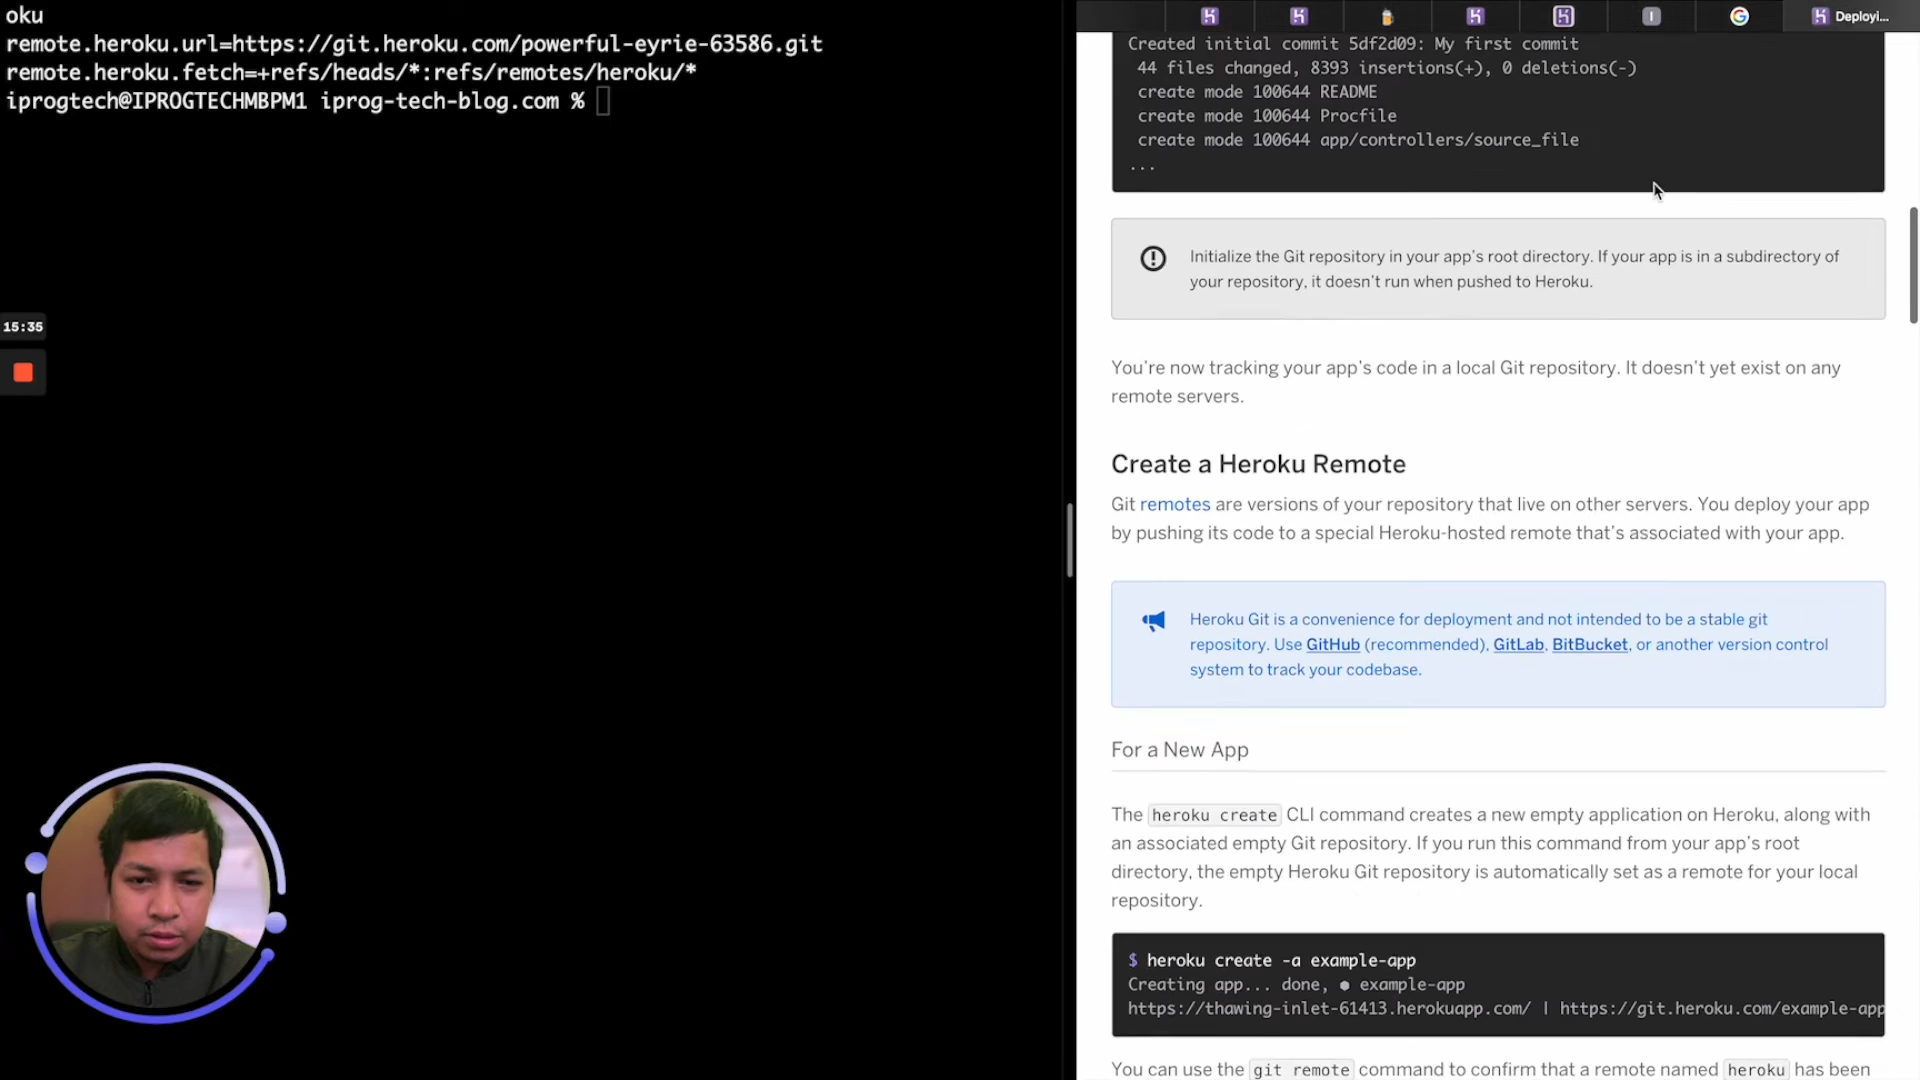 oku
remote.heroku.url=https://git.heroku.com/powerful-eyrie-63586.git
remote.heroku.fetch=+refs/heads/*:refs/remotes/heroku/*
iprogtech@IPROGTECHMBPM1 iprog-tech-blog.com %
15:35
Deployi...
Created initial commit 5df2d09: My first commit
44 files changed, 8393 insertions(+), 0 deletions(-)
create mode 100644 README
create mode 100644 Procfile
create mode 100644 app/controllers/source_file
...
Initialize the Git repository in your app's root directory. If your app is in a subdirectory of
your repository, it doesn't run when pushed to Heroku.
You're now tracking your app's code in a local Git repository. It doesn't yet exist on any
remote servers.
Create a Heroku Remote
Git remotes are versions of your repository that live on other servers. You deploy your app
by pushing its code to a special Heroku-hosted remote that's associated with your app.
Heroku Git is a convenience for deployment and not intended to be a stable git
repository. Use GitHub (recommended), GitLab, BitBucket, or another version control
system to track your codebase.
For a New App
The heroku create CLI command creates a new empty application on Heroku, along with
an associated empty Git repository. If you run this command from your app's root
directory, the empty Heroku Git repository is automatically set as a remote for your local
repository.
$ heroku create -a example-app
Creating app... done, ⬢ example-app
https://thawing-inlet-61413.herokuapp.com/ | https://git.heroku.com/example-app
You can use the git remote command to confirm that a remote named heroku has been